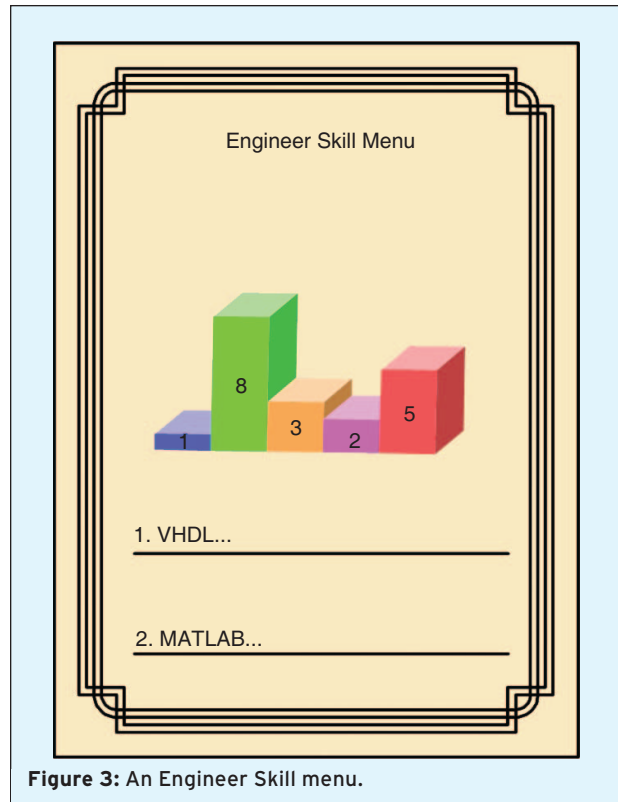 Engineer Skill Menu
8
5
3
2
1
1. VHDL...
2. MATLAB...
Figure 3: An Engineer Skill menu.